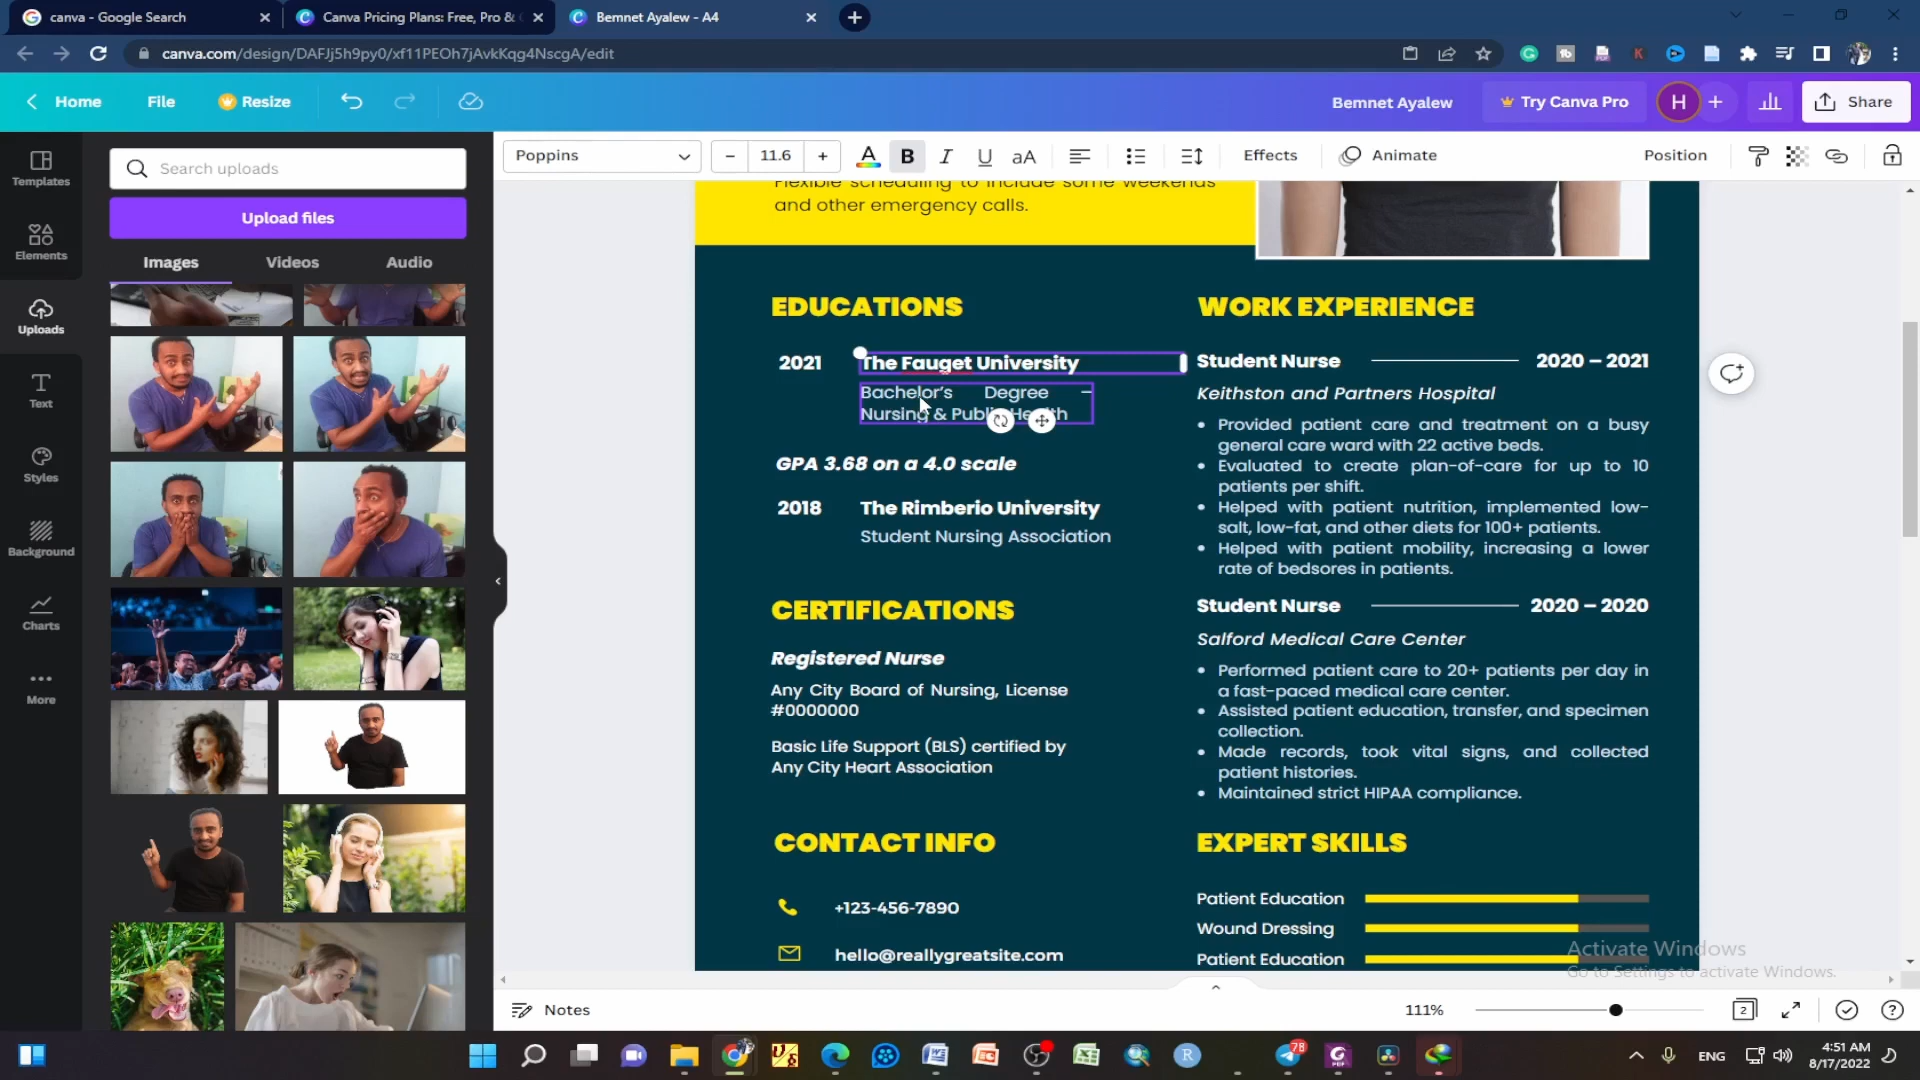 canva - Google Search
Canva Pricing Plans: Free, Pro &
Bemnet Ayalew - A4
canva.com/design/DAFJj5h9py0/xf11PEOh7jAvkKqg4NscgA/edit
Home
File
Resize
Bemnet Ayalew
Try Canva Pro
H
Share
Templates
Elements
Uploads
Text
Styles
Background
Charts
More
Search uploads
Upload files
Images
Videos
Audio
Poppins
11.6
B
I
U
aA
Effects
Animate
Position
Flexible scheduling to include some weekends
and other emergency calls.
EDUCATIONS
2021
The Fauget University
Bachelor's Degree –
Nursing & Public Health
GPA 3.68 on a 4.0 scale
2018
The Rimberio University
Student Nursing Association
CERTIFICATIONS
Registered Nurse
Any City Board of Nursing, License
#0000000
Basic Life Support (BLS) certified by
Any City Heart Association
CONTACT INFO
+123-456-7890
hello@reallygreatsite.com
WORK EXPERIENCE
Student Nurse
2020 – 2021
Keithston and Partners Hospital
• Provided patient care and treatment on a busy
general care ward with 22 active beds.
• Evaluated to create plan-of-care for up to 10
patients per shift.
• Helped with patient nutrition, implemented low-
salt, low-fat, and other diets for 100+ patients.
• Helped with patient mobility, increasing a lower
rate of bedsores in patients.
Student Nurse
2020 – 2020
Salford Medical Care Center
• Performed patient care to 20+ patients per day in
a fast-paced medical care center.
• Assisted patient education, transfer, and specimen
collection.
• Made records, took vital signs, and collected
patient histories.
• Maintained strict HIPAA compliance.
EXPERT SKILLS
Patient Education
Wound Dressing
Patient Education
Activate Windows
Go to Settings to activate Windows.
Notes
111%
2
78
ENG
4:51 AM
8/17/2022